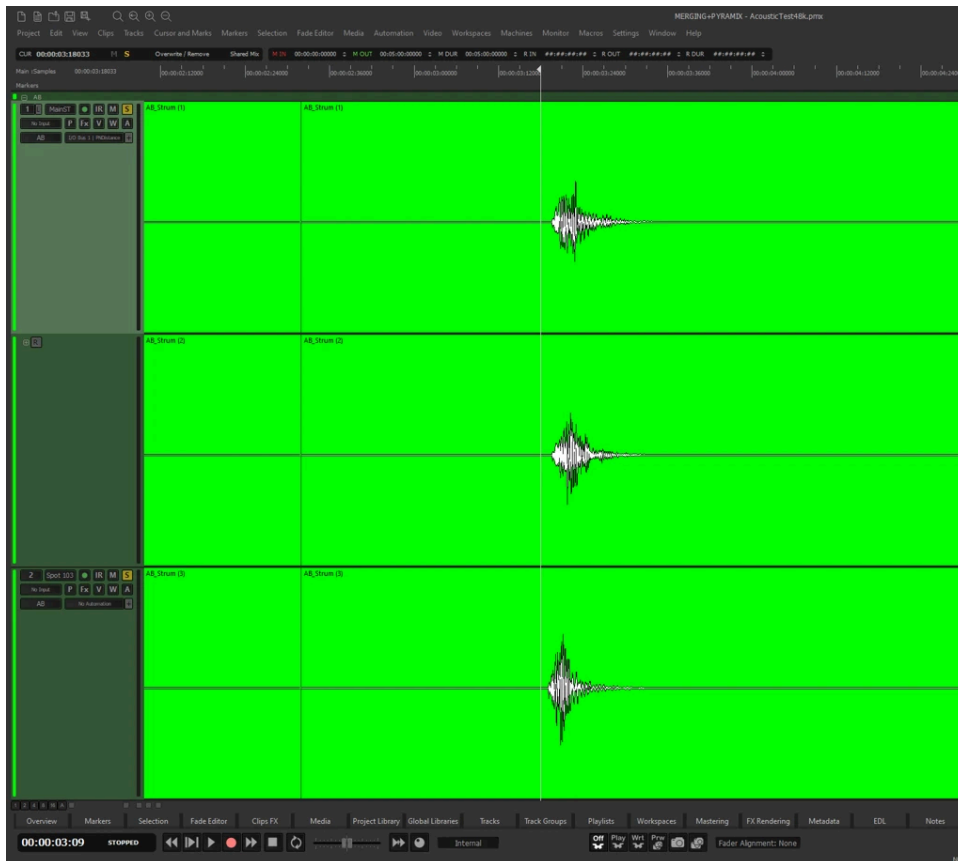 MERGING+PYRAMIX - AcousticTest48k.pmx
Project Edit View Clips Tracks Cursor and Marks Markers Selection Fade Editor Media Automation Video Workspaces Machines Monitor Macros Settings Window Help
CUR 00:00:03:18033 M S Overwrite / Remove Shared Mix M IN 00:00:00:00000 M OUT 00:05:00:00000 M DUR 00:05:00:00000 R IN ##:##:##:## R OUT ##:##:##:## R DUR ##:##:##:##
Main :Samples 00:00:03:18033 00:00:02:12000 00:00:02:24000 00:00:02:36000 00:00:03:00000 00:00:03:12000 00:00:03:24000 00:00:03:36000 00:00:04:00000 00:00:04:12000 00:00:04:240
Markers
AB
1 MainST IR M S AB_Strum (1) AB_Strum (1)
No Input P Fx V W A
AB
AB_Strum (2) AB_Strum (2)
2 Spot 103 IR M S AB_Strum (3) AB_Strum (3)
No Input P Fx V W A
AB No Automation
Overview Markers Selection Fade Editor Clips FX Media Project Library Global Libraries Tracks Track Groups Playlists Workspaces Mastering FX Rendering Metadata EDL Notes
00:00:03:09 STOPPED Internal Off Play Wrt Prw Fader Alignment: None